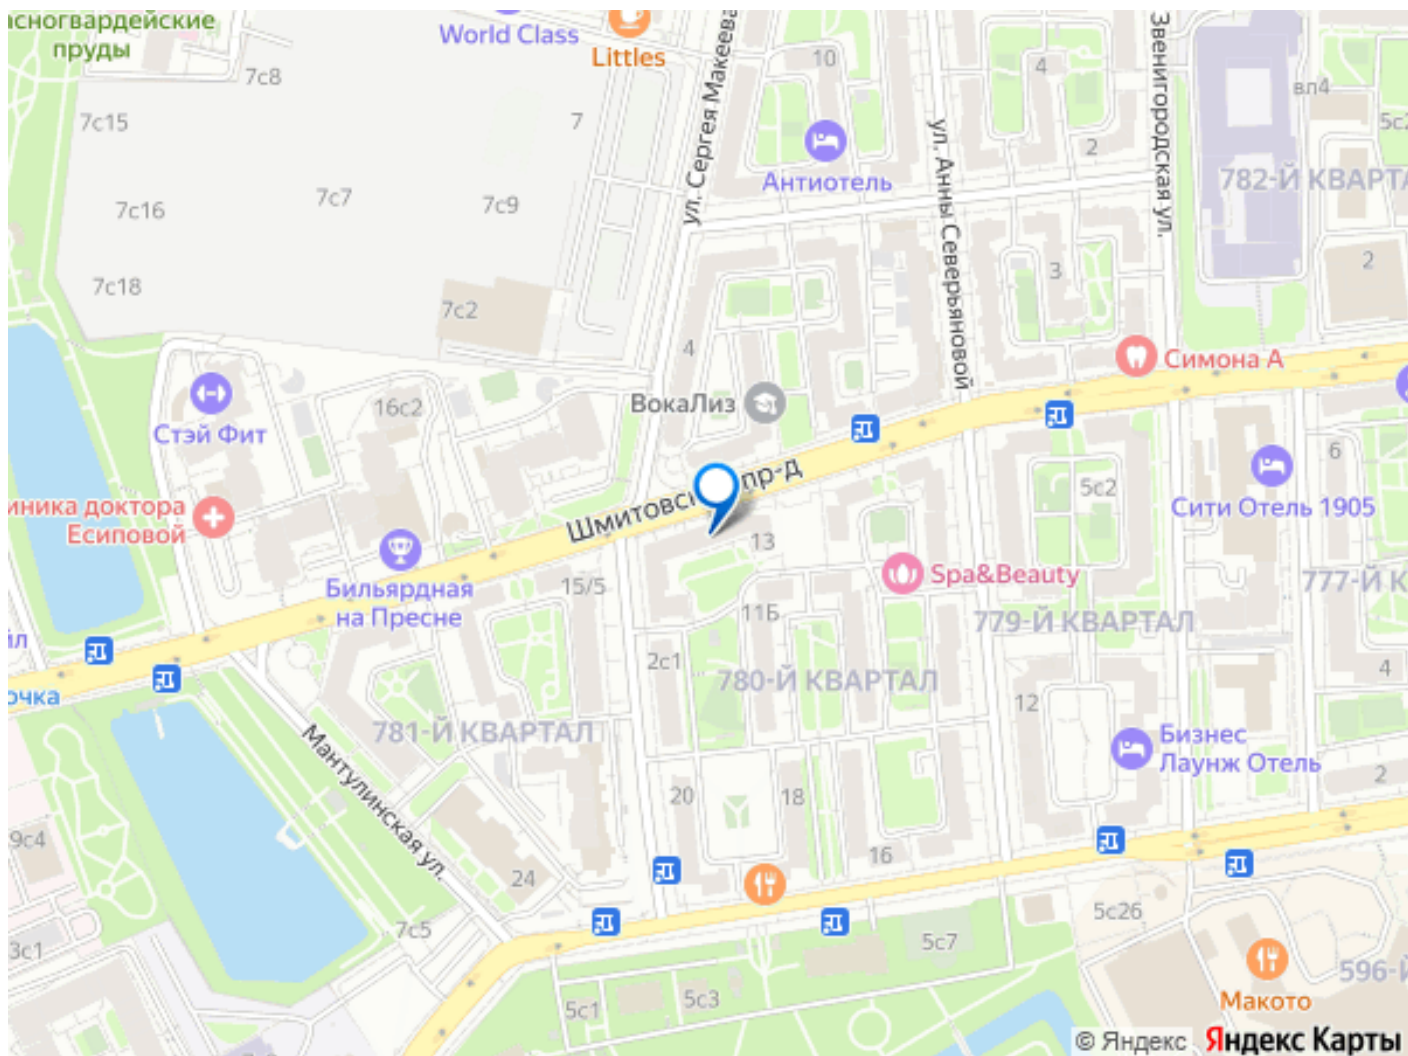 асногвардейские
пруды
World Class
Littles
ул. Сергея Макеева
10
4
Звенигородская ул.
вл4
5с2
7с8
7с15
7
2
ул. Анны Северьяновой
Антиотель
782-Й КВАРТА
7с7
7с9
7с16
7с18
7с2
3
2
4
Симона А
ВокаЛиз
16с2
Стэй Фит
6
5с2
Сити Отель 1905
иника доктора
Есиповой
Шмитовск
пр-д
13
Бильярдная
на Пресне
15/5
Spa&Beauty
777-Й К
11Б
779-Й КВАРТАЛ
2с1
780-Й КВАРТАЛ
4
очка
12
781-Й КВАРТАЛ
Мантулинская ул.
Бизнес
Лаунж Отель
2
20
18
9с4
16
24
5с26
7с5
3с1
5с7
596-Й
5с1
5с3
Макото
© Яндекс
Яндекс Карты